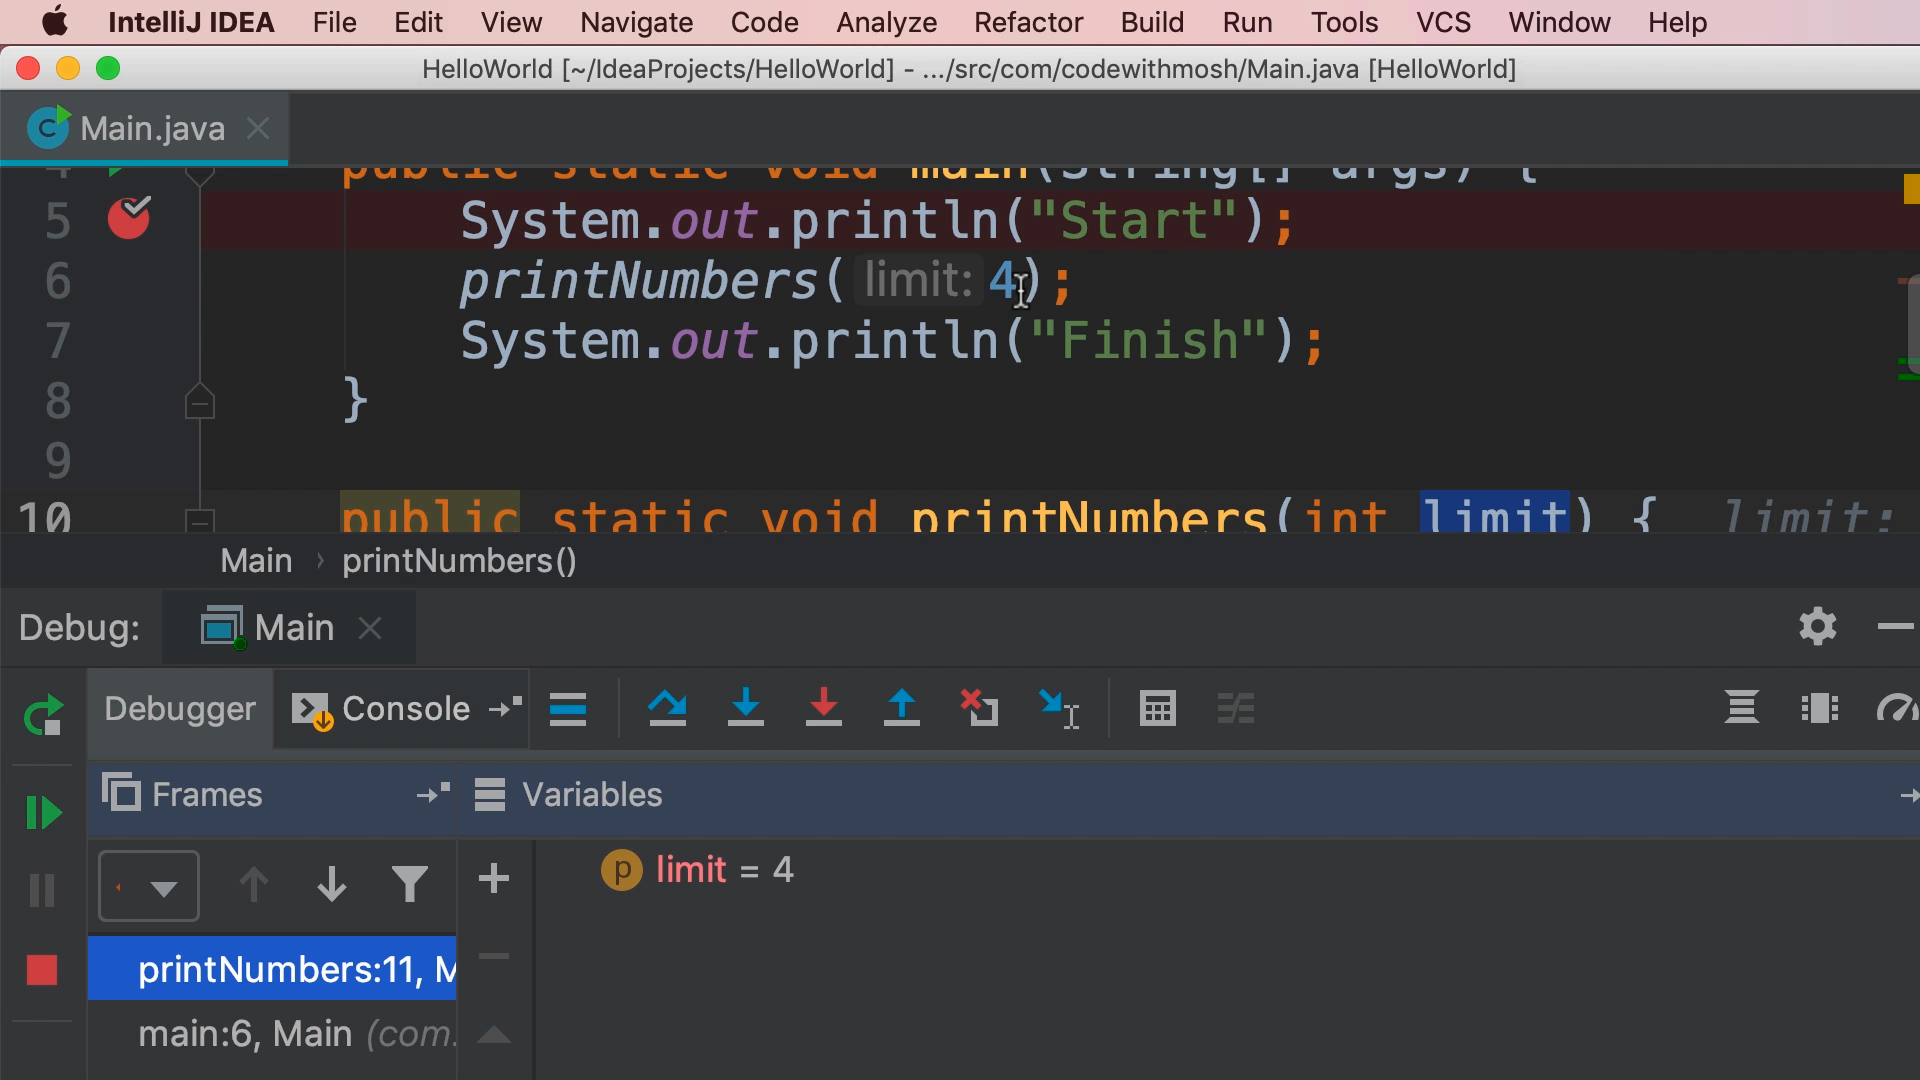 IntelliJ IDEA File Edit View Navigate Code Analyze Refactor Build Run Tools VCS Window Help
HelloWorld [~/IdeaProjects/HelloWorld] - .../src/com/codewithmosh/Main.java [HelloWorld]
Main.java
4 public static void main(String[] args) {
5 System.out.println("Start");
6 printNumbers( limit: 4);
7 System.out.println("Finish");
8 }
9
10 public static void printNumbers(int limit) { limit:
Main › printNumbers()
Debug: Main
Debugger Console
Frames Variables
p limit = 4
printNumbers:11, M
main:6, Main (com.